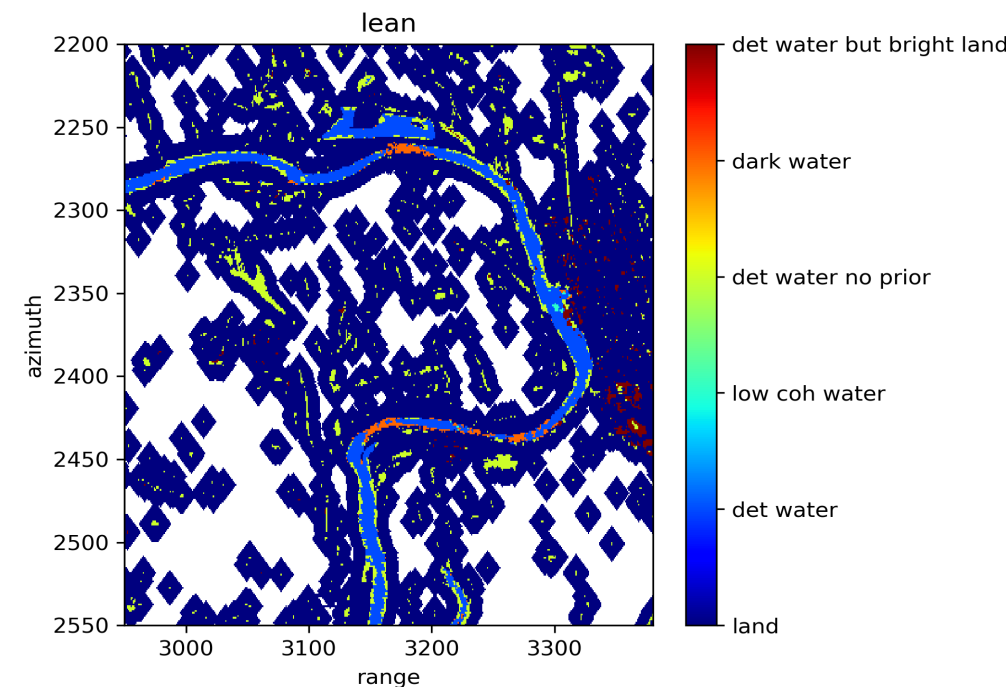 lean
2200
2250
2300
2350
2400
2450
2500
2550
azimuth
3000
3100
3200
3300
range
det water but bright land
dark water
det water no prior
low coh water
det water
land